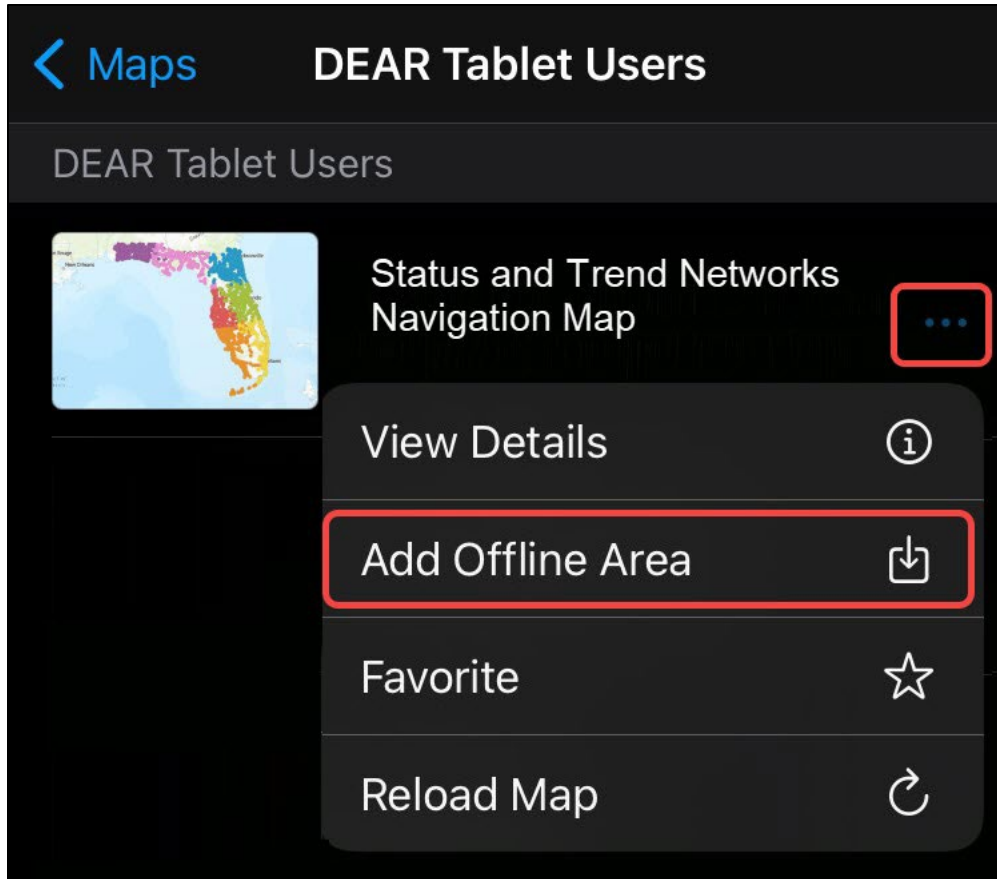 Maps
DEAR Tablet Users
DEAR Tablet Users
Status and Trend Networks
Navigation Map
View Details
Add Offline Area
Favorite
Reload Map